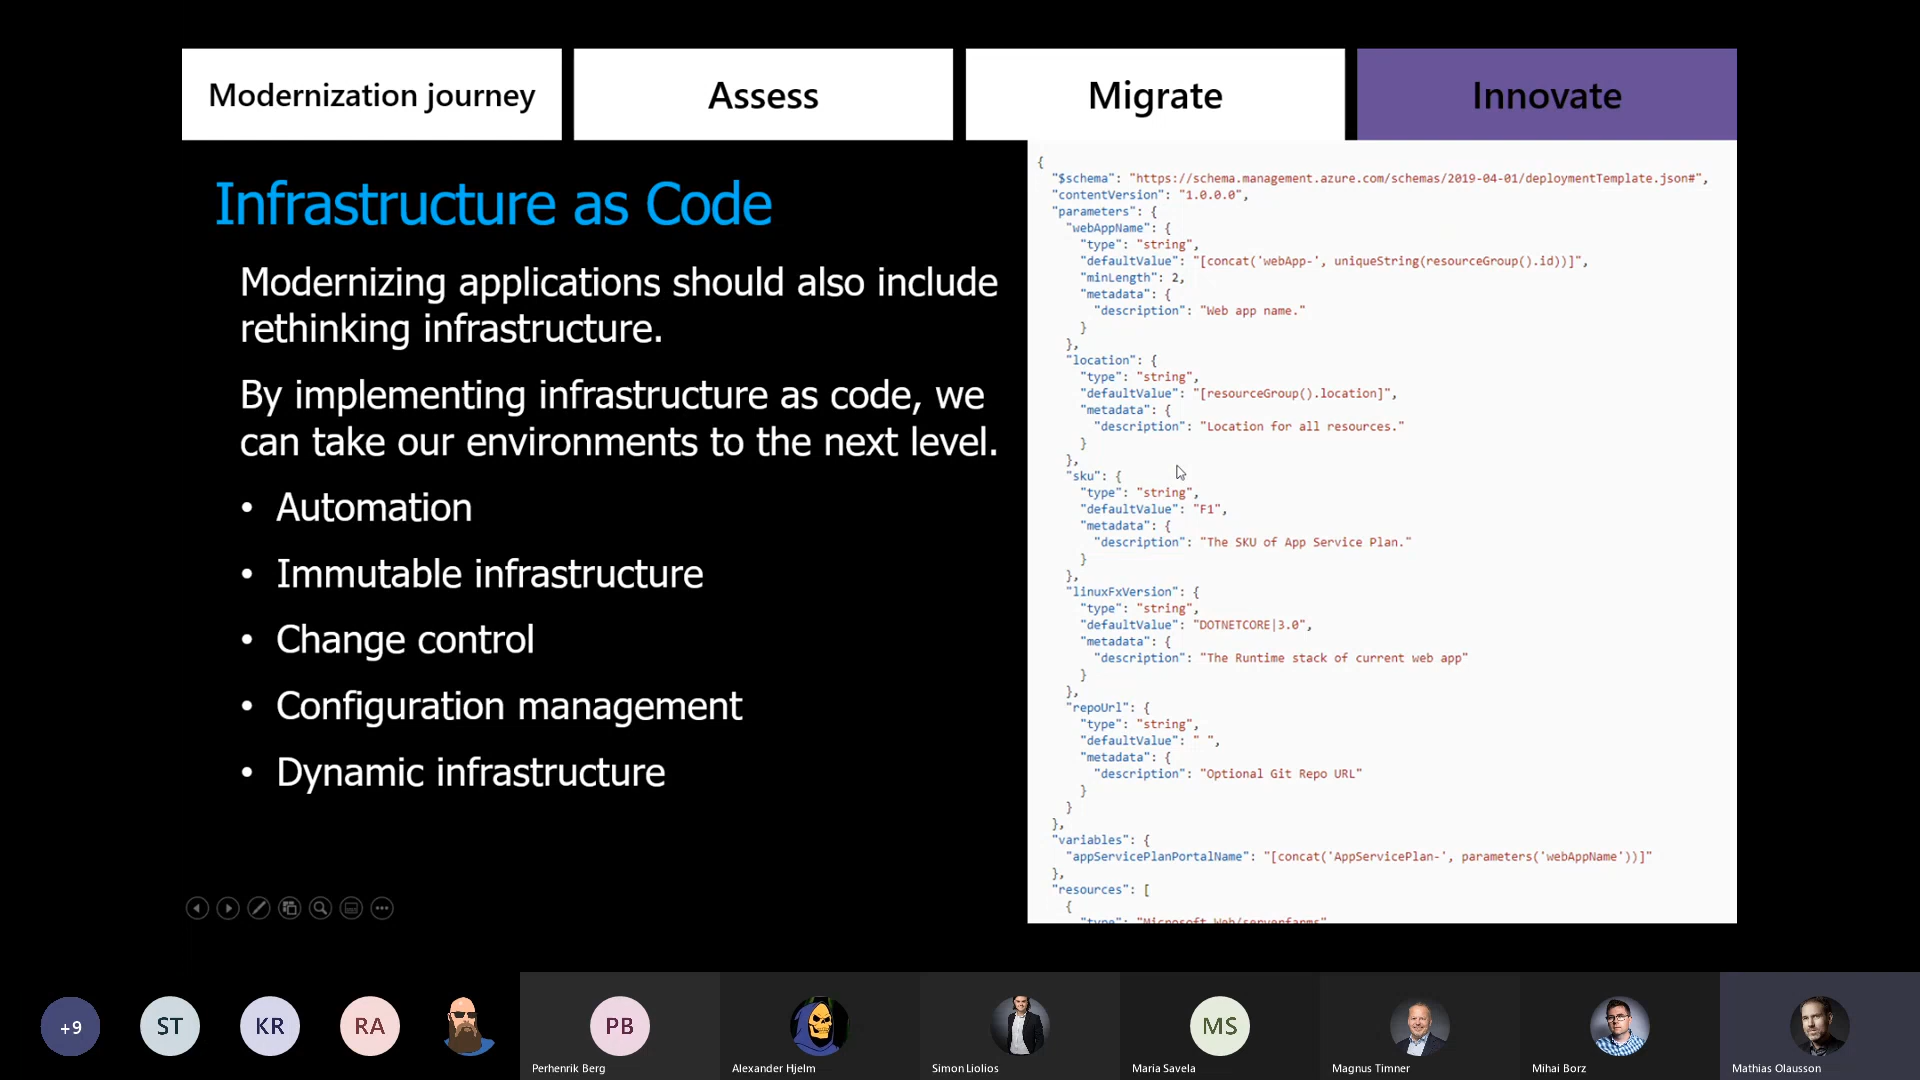 Modernization journey
Assess
Migrate
Innovate
Infrastructure as Code
Modernizing applications should also include
rethinking infrastructure.
By implementing infrastructure as code, we
can take our environments to the next level.
• Automation
• Immutable infrastructure
• Change control
• Configuration management
• Dynamic infrastructure
{
"$schema": "https://schema.management.azure.com/schemas/2019-04-01/deploymentTemplate.json#",
"contentVersion": "1.0.0.0",
"parameters": {
"webAppName": {
"type": "string",
"defaultValue": "[concat('webApp-', uniqueString(resourceGroup().id))]",
"minLength": 2,
"metadata": {
"description": "Web app name."
}
},
"location": {
"type": "string",
"defaultValue": "[resourceGroup().location]",
"metadata": {
"description": "Location for all resources."
}
},
"sku": {
"type": "string",
"defaultValue": "F1",
"metadata": {
"description": "The SKU of App Service Plan."
}
},
"linuxFxVersion": {
"type": "string",
"defaultValue": "DOTNETCORE|3.0",
"metadata": {
"description": "The Runtime stack of current web app"
}
},
"repoUrl": {
"type": "string",
"defaultValue": " ",
"metadata": {
"description": "Optional Git Repo URL"
}
}
},
"variables": {
"appServicePlanPortalName": "[concat('AppServicePlan-', parameters('webAppName'))]"
},
"resources": [
{
"type": "Microsoft.Web/serverfarms"
+9
ST
KR
RA
PB
MS
Perhenrik Berg
Alexander Hjelm
Simon Liolios
Maria Savela
Magnus Timner
Mihai Borz
Mathias Olausson